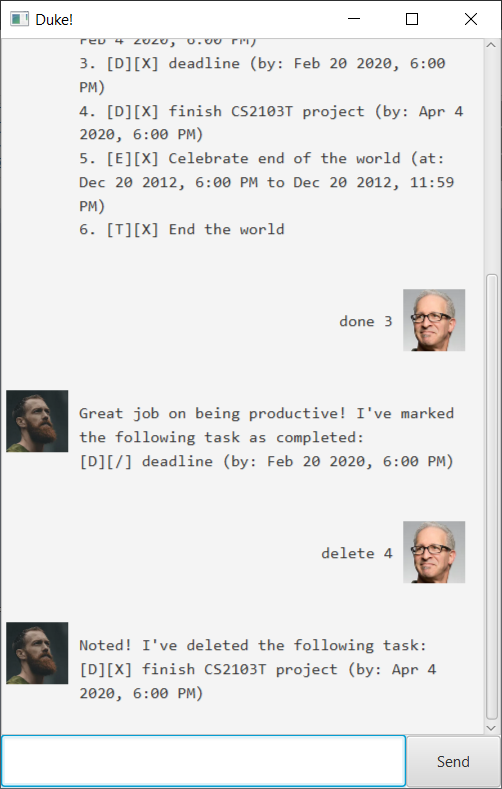 Duke!
Feb 4 2020, 6:00 PM)
3. [D][X] deadline (by: Feb 20 2020, 6:00
PM)
4. [D][X] finish CS2103T project (by: Apr 4
2020, 6:00 PM)
5. [E][X] Celebrate end of the world (at:
Dec 20 2012, 6:00 PM to Dec 20 2012, 11:59
PM)
6. [T][X] End the world
done 3
Great job on being productive! I've marked
the following task as completed:
[D][/] deadline (by: Feb 20 2020, 6:00 PM)
delete 4
Noted! I've deleted the following task:
[D][X] finish CS2103T project (by: Apr 4
2020, 6:00 PM)
Send